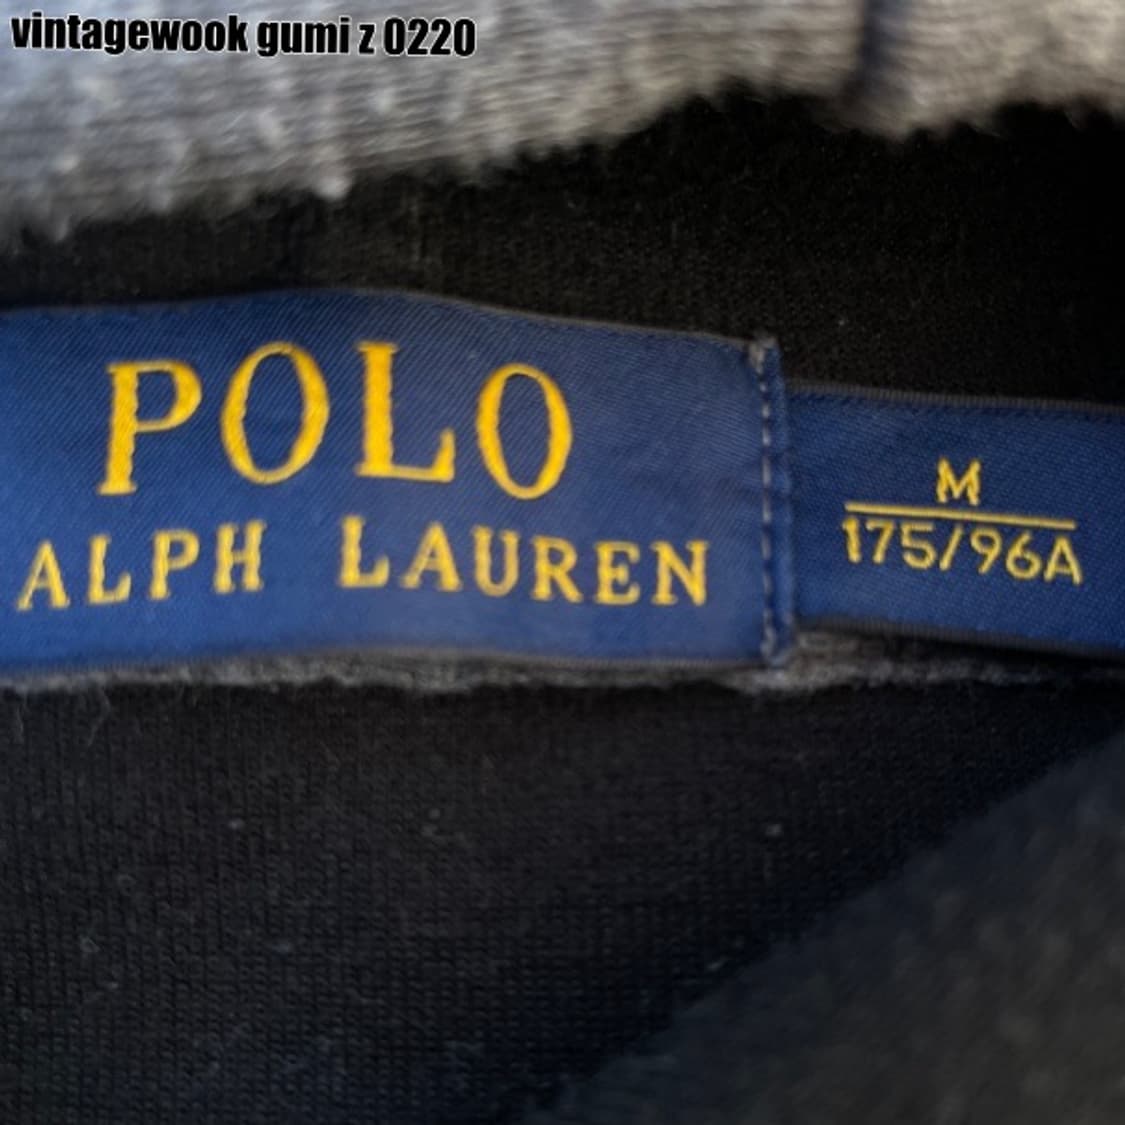 vintagewook gumi z 0220
POLO
ALPH LAUREN
M
175/96A